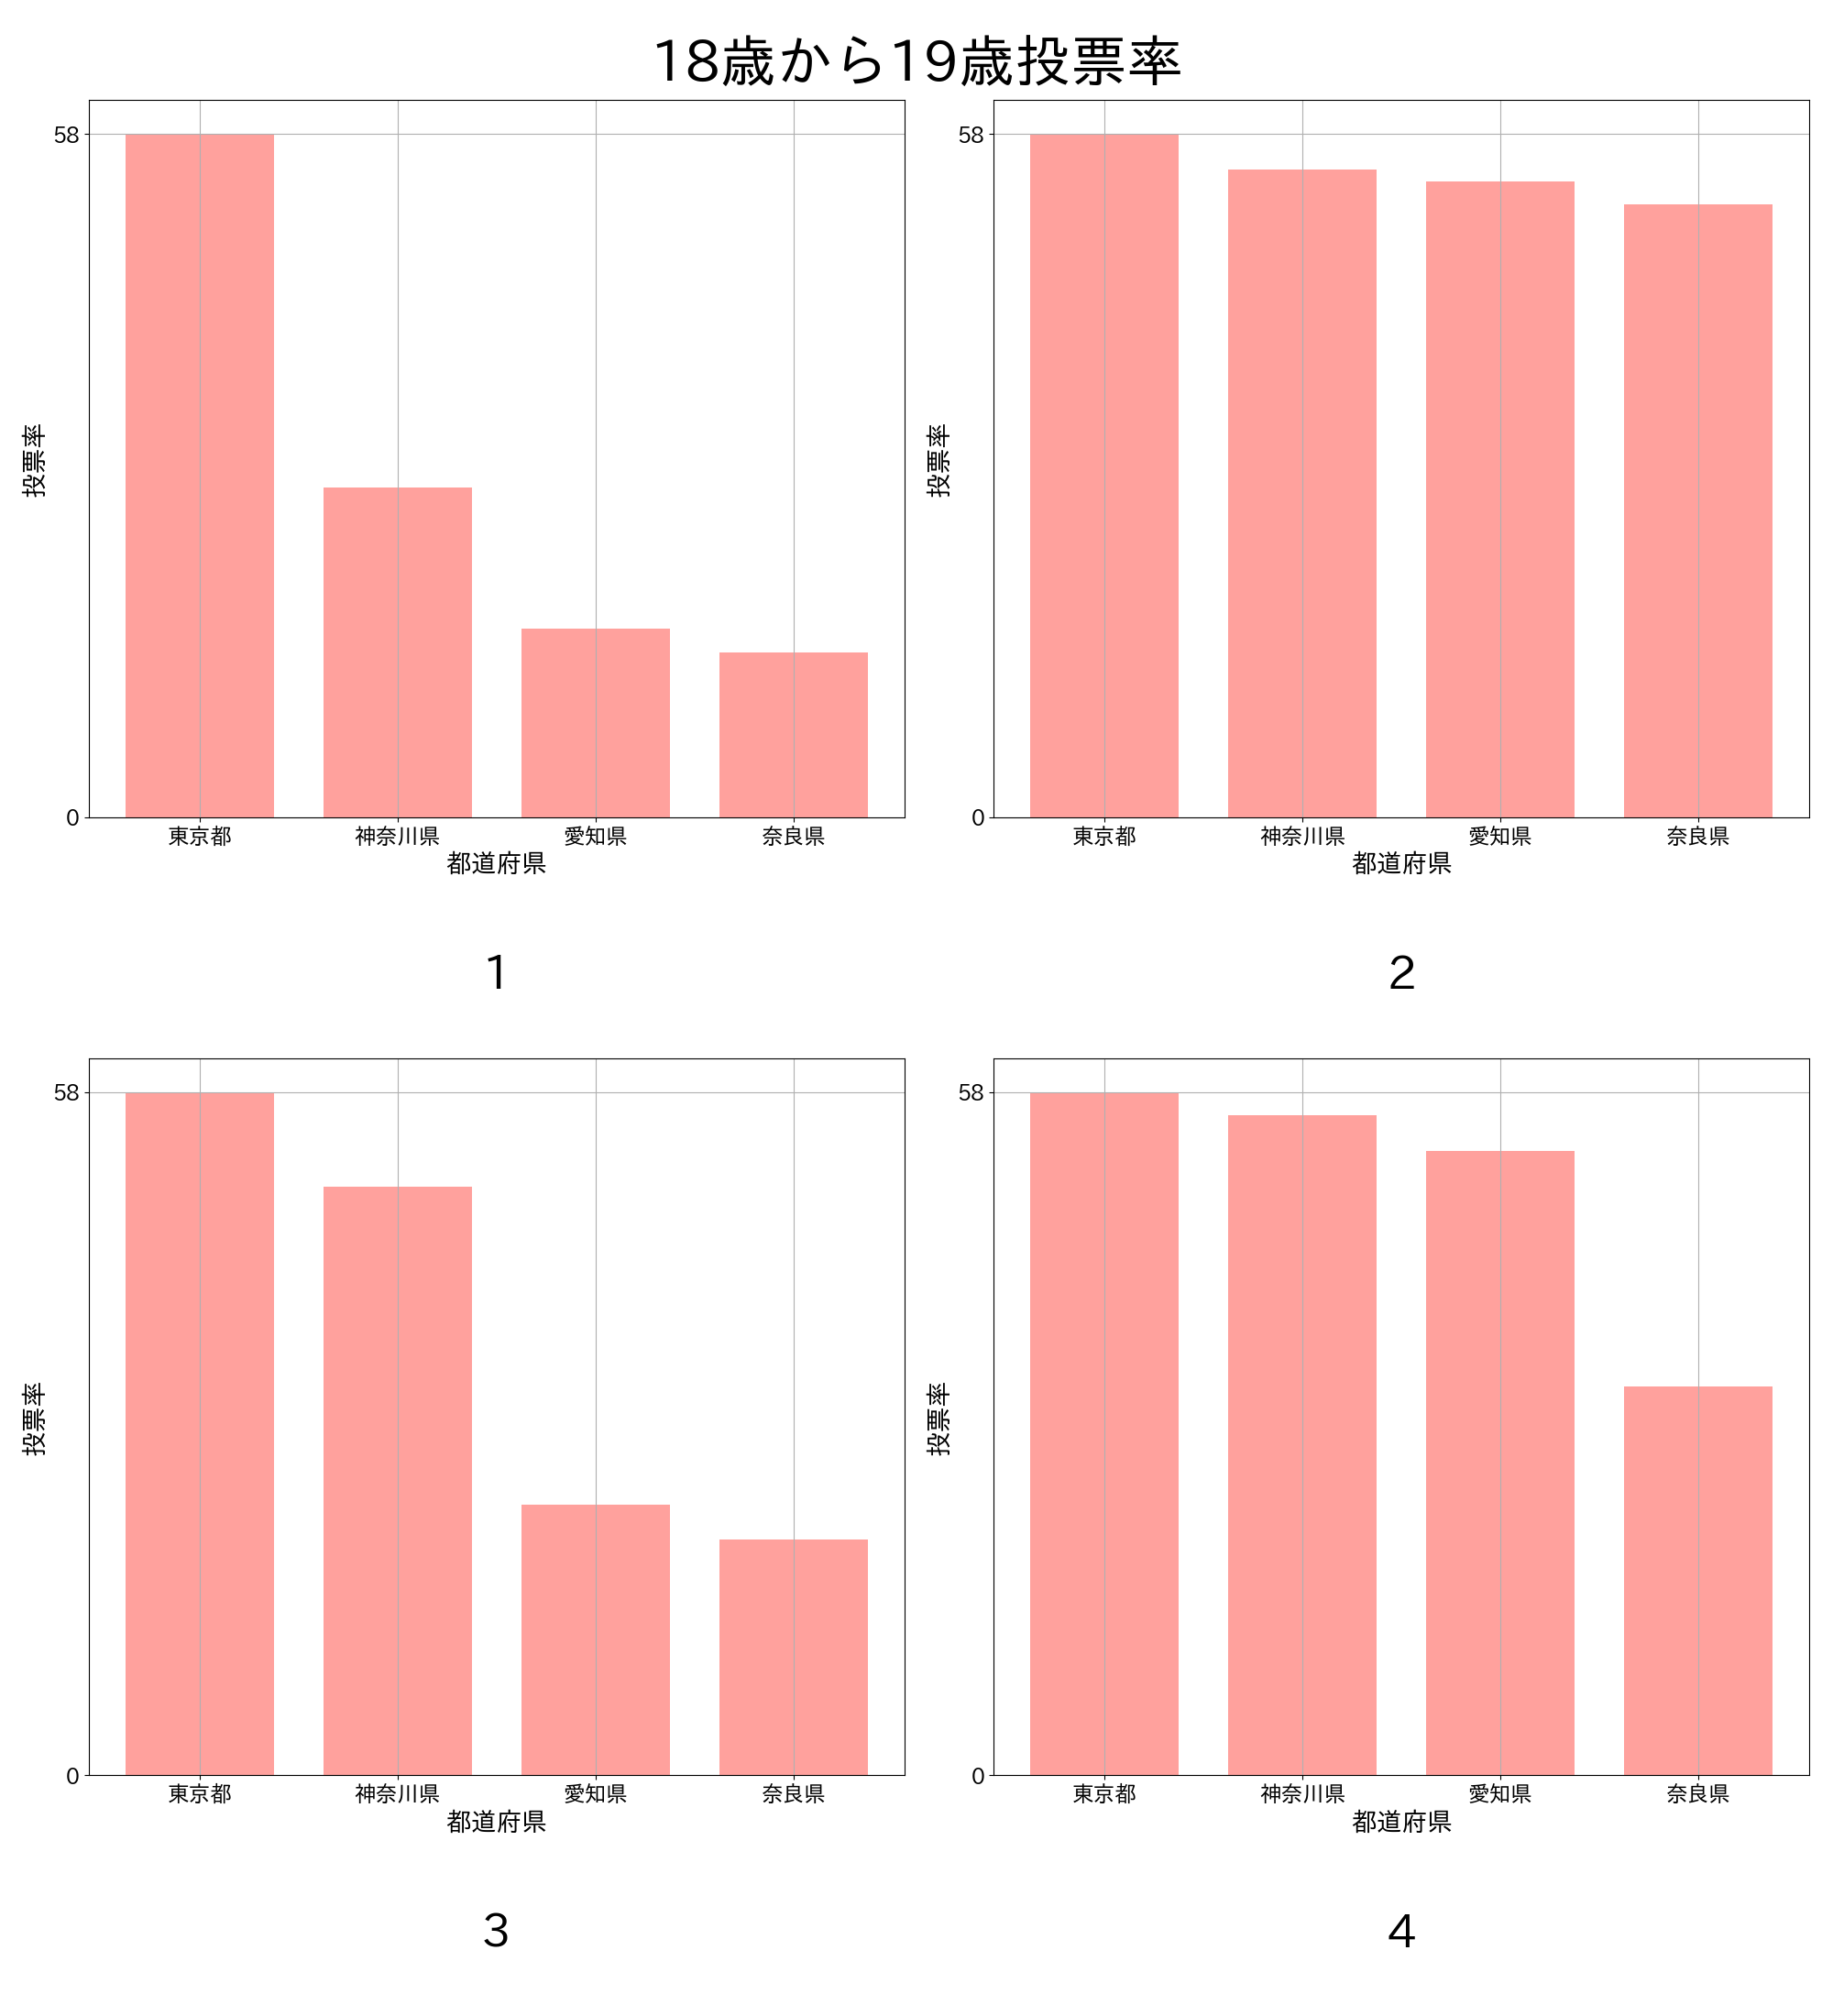 18歳から19歳投票率
58
0
投票率
東京都 神奈川県 愛知県 奈良県
都道府県
1
58
0
投票率
東京都 神奈川県 愛知県 奈良県
都道府県
2
58
0
投票率
東京都 神奈川県 愛知県 奈良県
都道府県
3
58
0
投票率
東京都 神奈川県 愛知県 奈良県
都道府県
4